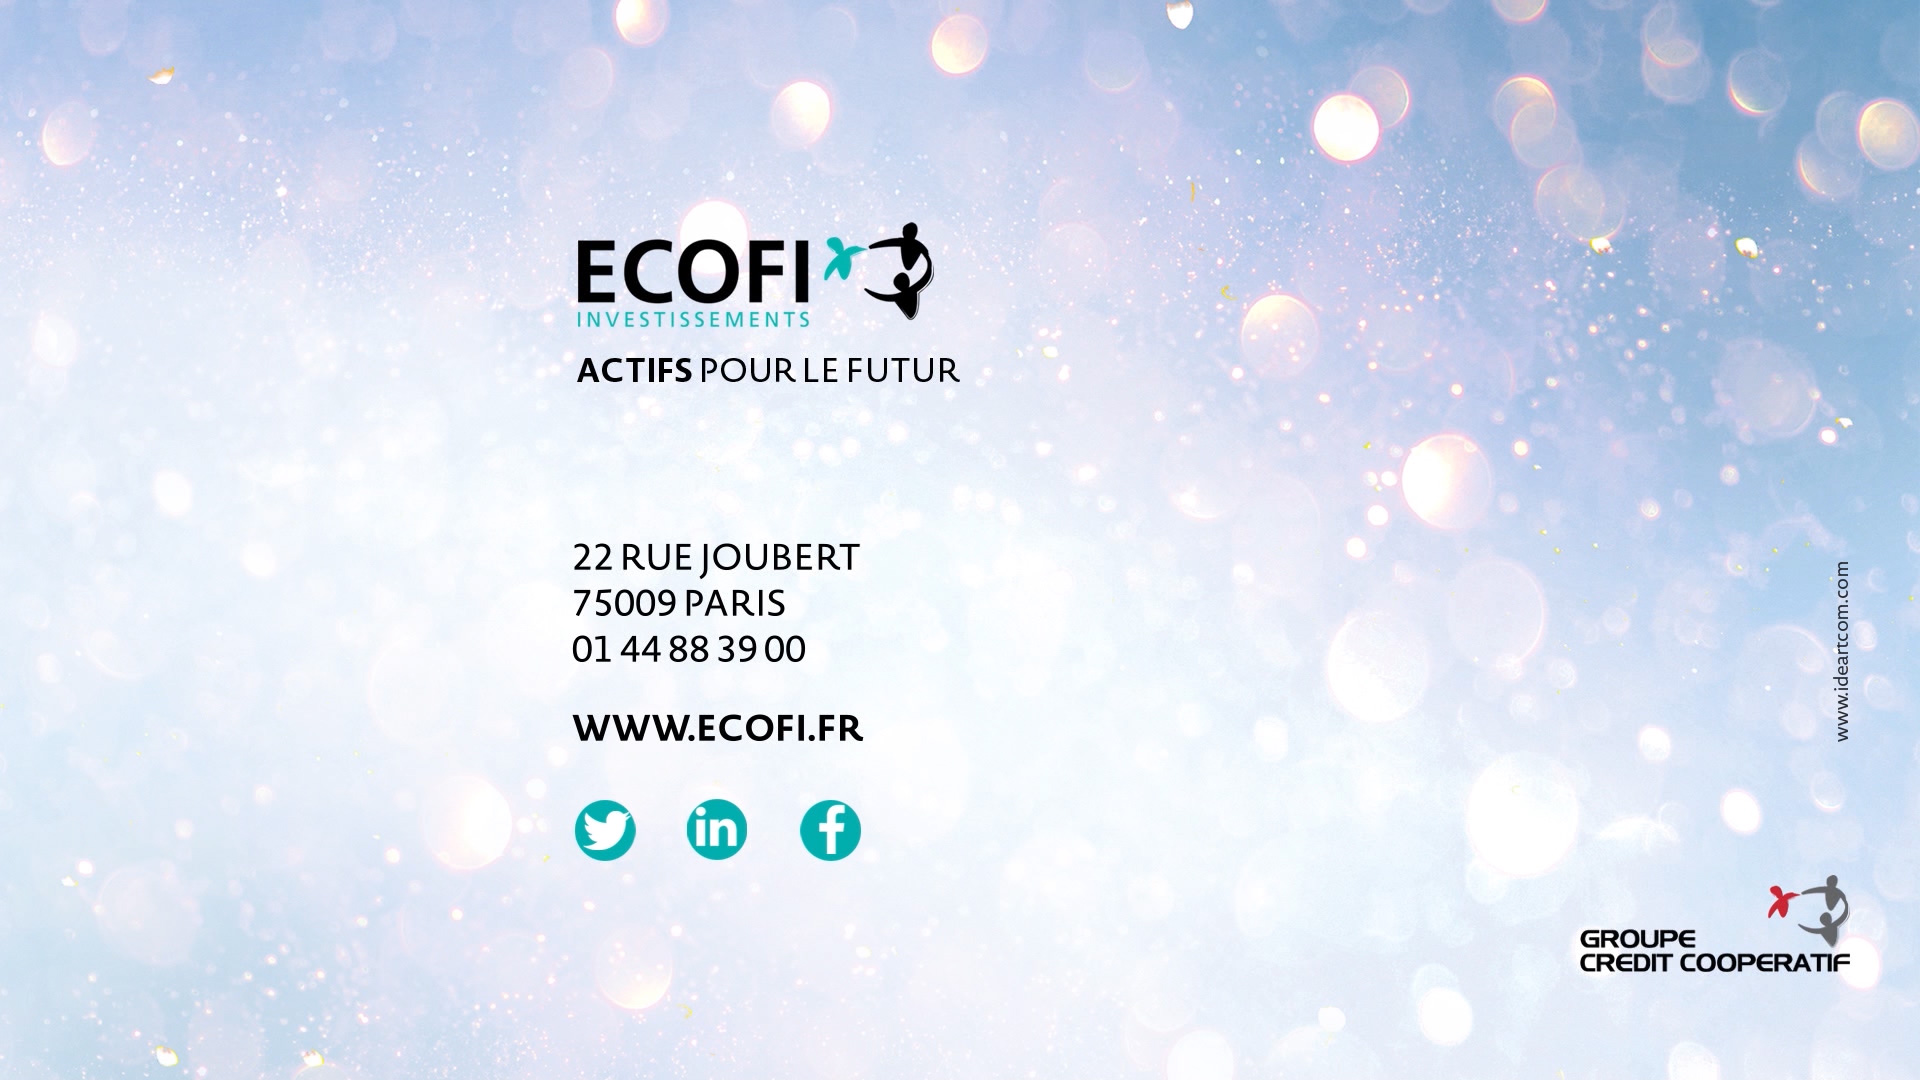 ECOFI
INVESTISSEMENTS
ACTIFS POUR LE FUTUR
22 RUE JOUBERT
75009 PARIS
01 44 88 39 00
WWW.ECOFI.FR
in
f
www.ideartcom.com
GROUPE
CREDIT COOPERATIF